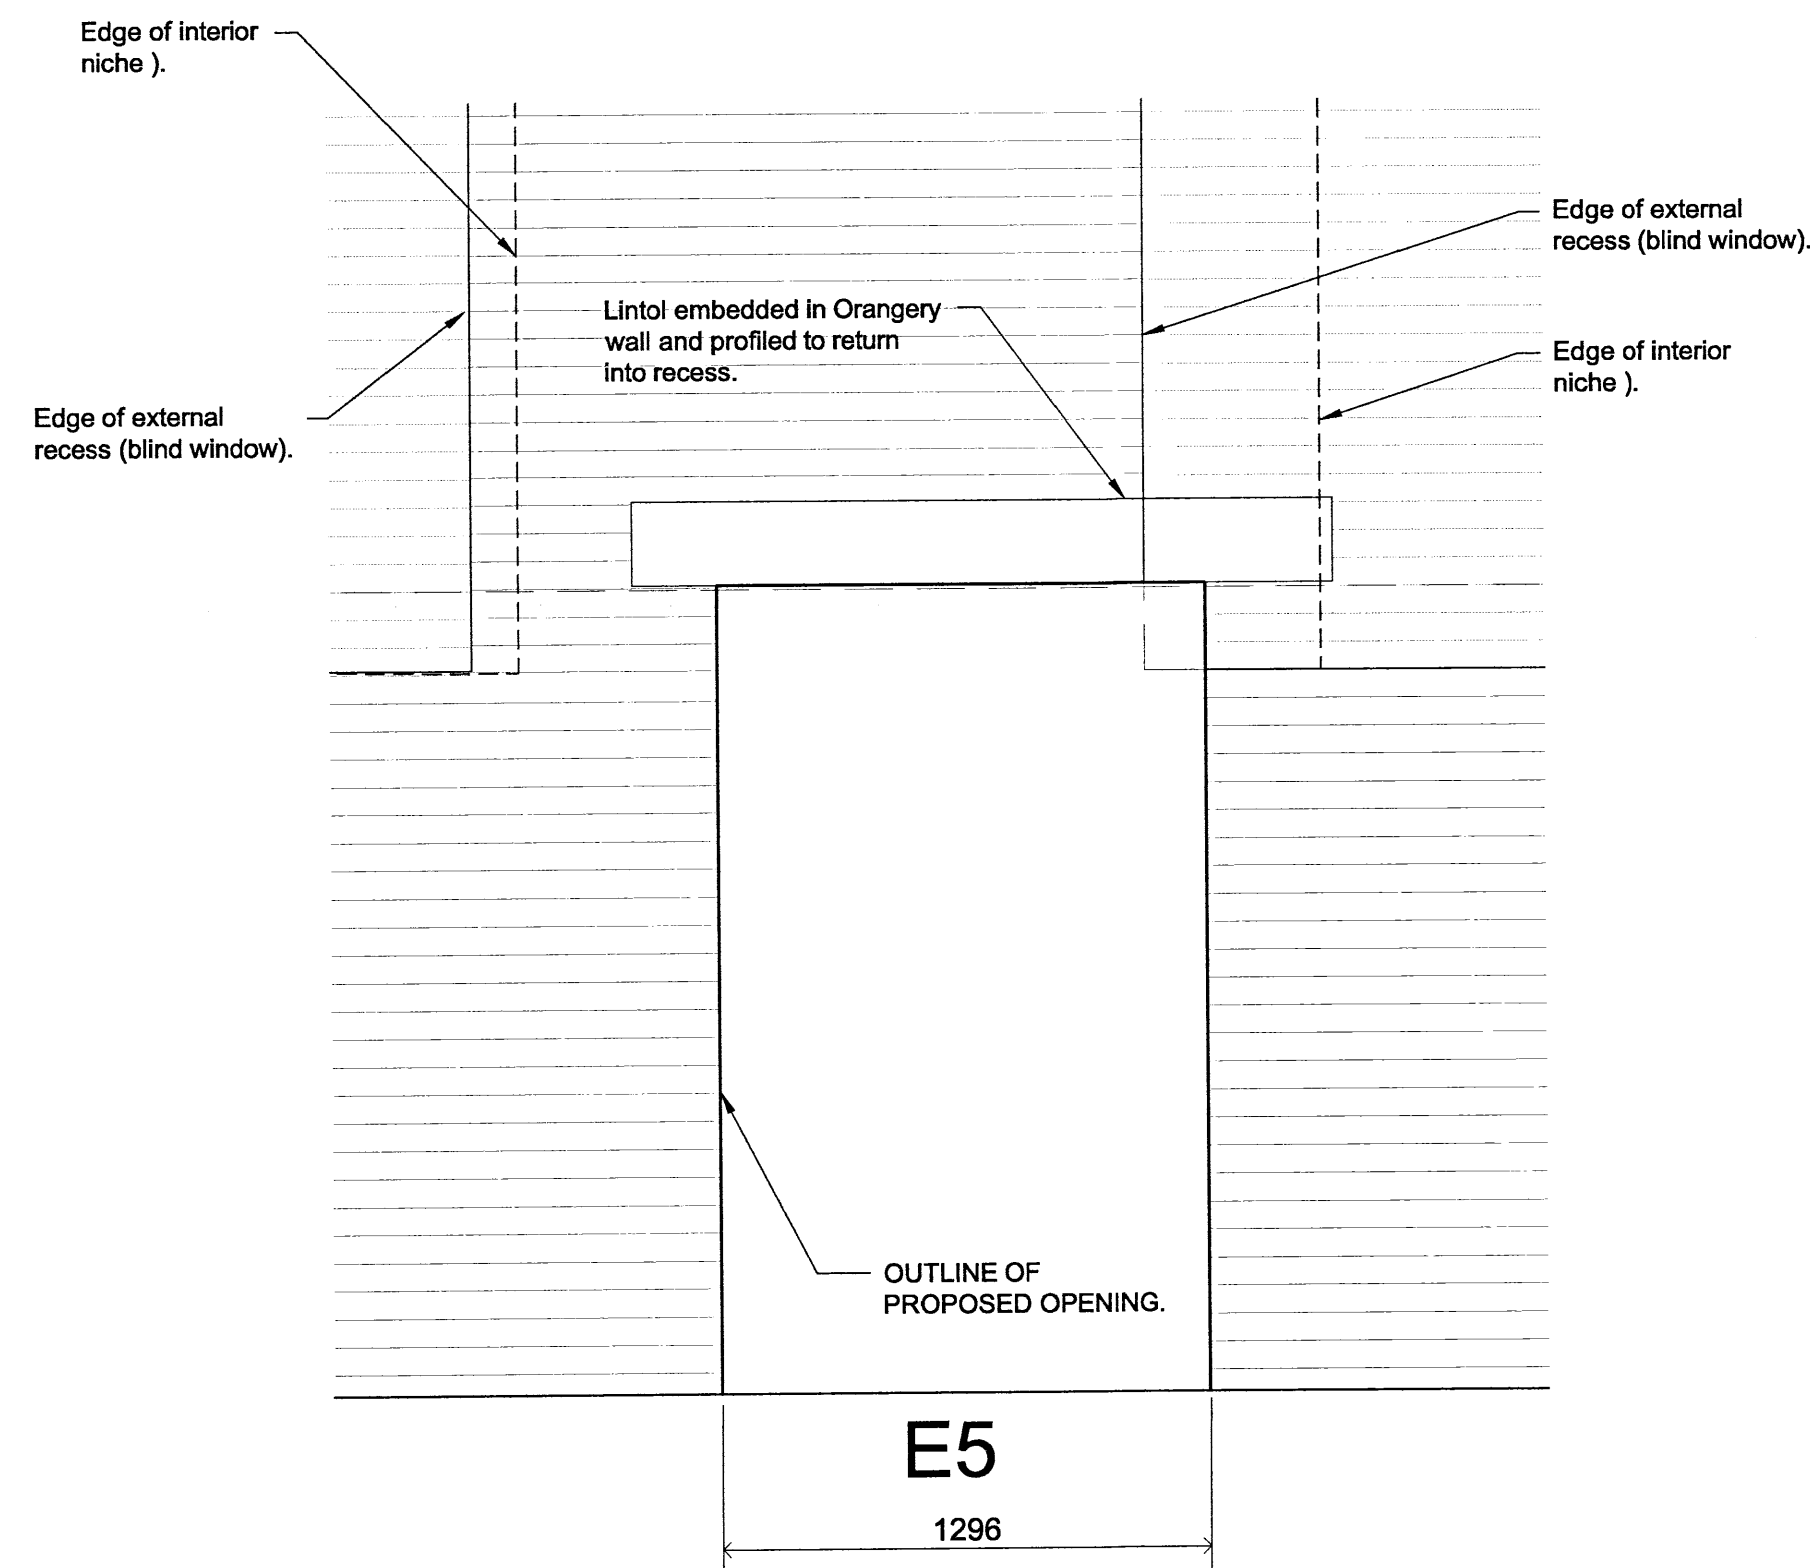 Edge of interior
niche ).
Edge of external
recess (blind window).
Lintol embedded in Orangery
wall and profiled to return
into recess.
Edge of interior
niche ).
Edge of external
recess (blind window).
OUTLINE OF
PROPOSED OPENING.
E5
1296